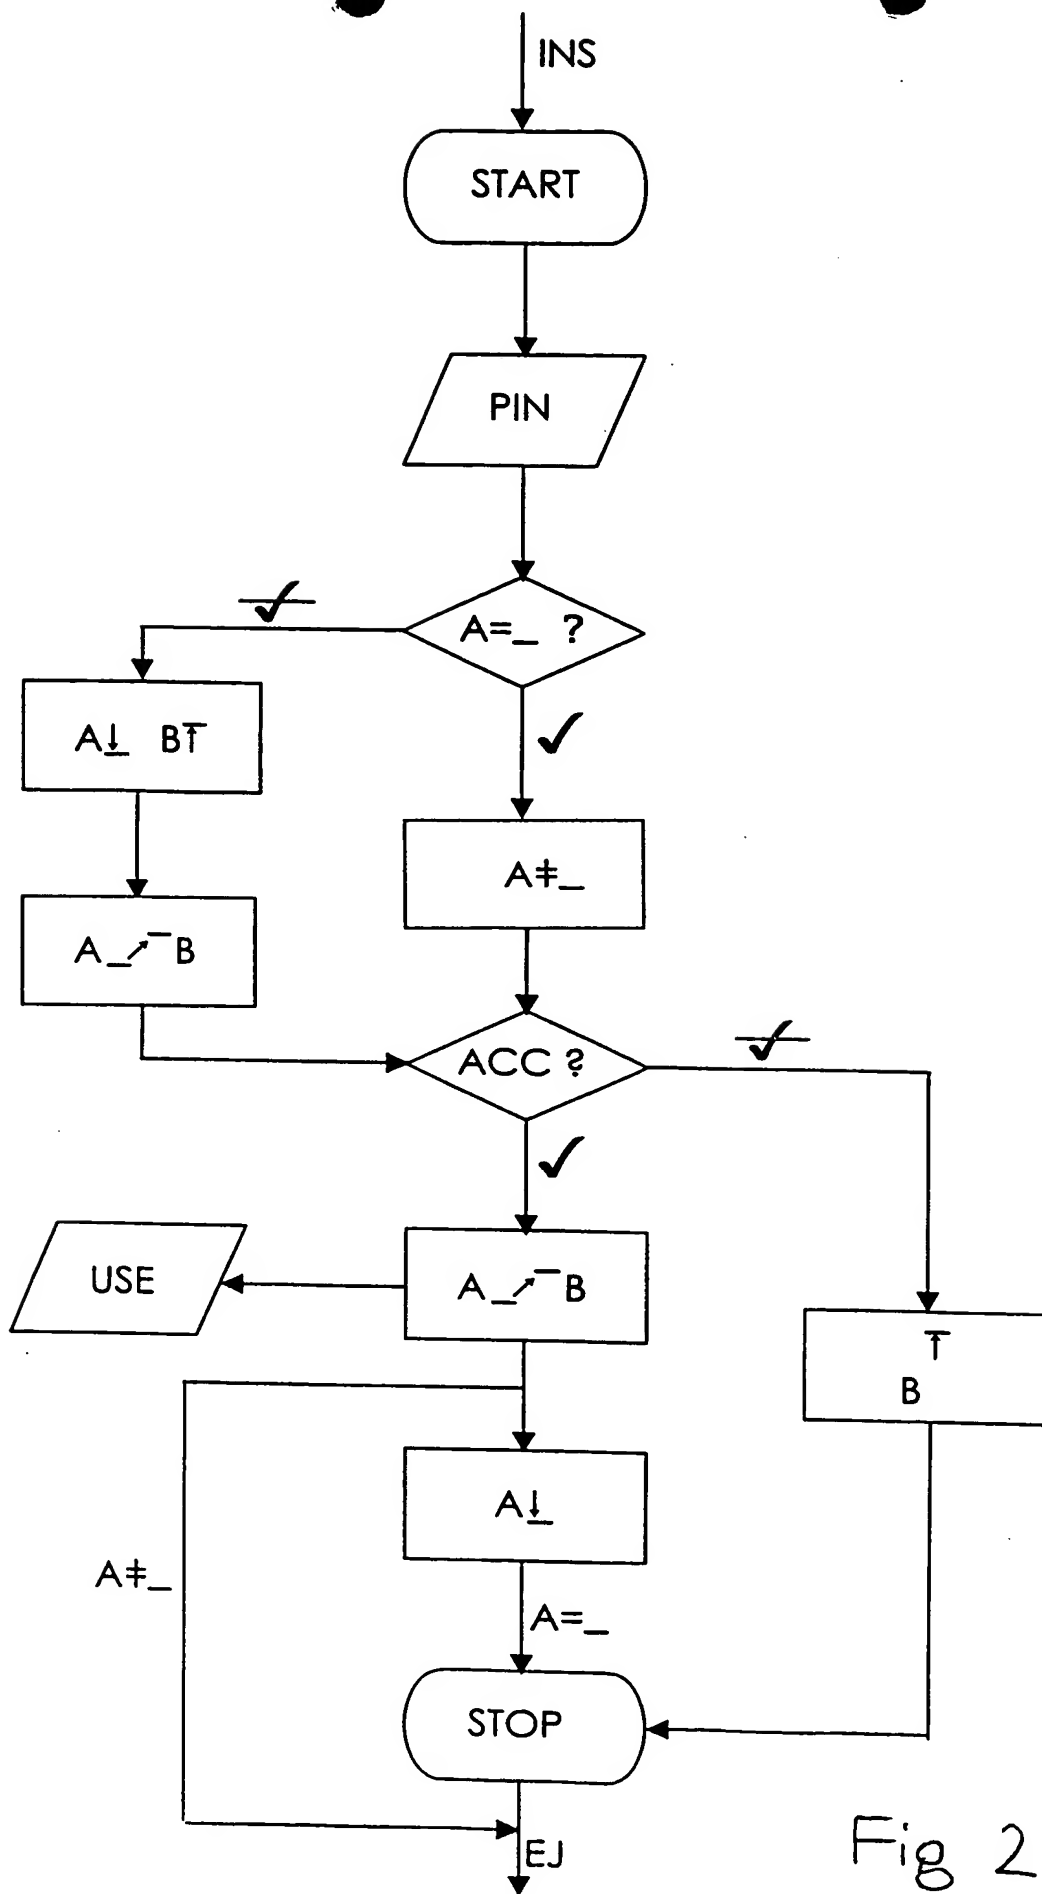 INS
START
PIN
A=_ ?
✓
✓
A↓_ B↑‾
A≠_
A_↗‾B
ACC ?
✓
✓
A_↗‾B
USE
↑‾
B
A↓_
A≠_
A=_
STOP
EJ
Fig 2